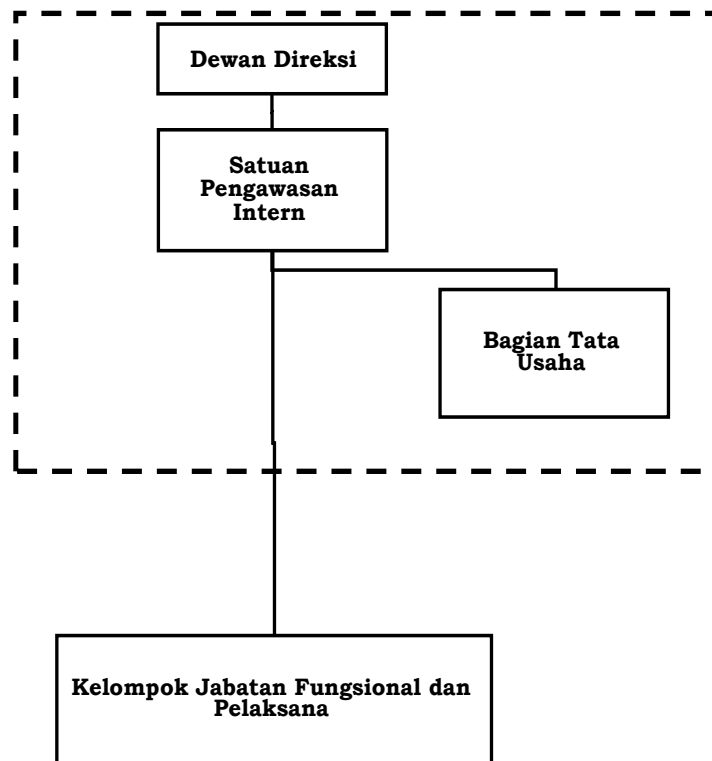 Dewan Direksi
Satuan
Pengawasan
Intern
Bagian Tata
Usaha
Kelompok Jabatan Fungsional dan
Pelaksana